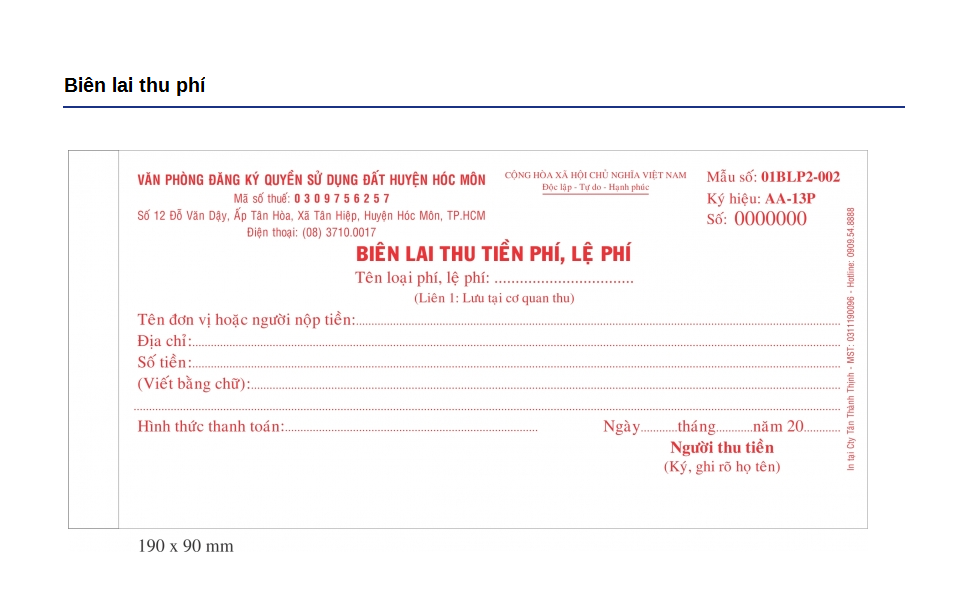 Biên lai thu phí
VĂN PHÒNG ĐĂNG KÝ QUYỀN SỬ DỤNG ĐẤT HUYỆN HÓC MÔN
Mã số thuế: 0 3 0 9 7 5 6 2 5 7
Số 12 Đỗ Văn Dậy, Ấp Tân Hòa, Xã Tân Hiệp, Huyện Hóc Môn, TP.HCM
Điện thoại: (08) 3710.0017
CỘNG HÒA XÃ HỘI CHỦ NGHĨA VIỆT NAM
Độc lập - Tự do - Hạnh phúc
Mẫu số: 01BLP2-002
Ký hiệu: AA-13P
Số: 0000000
BIÊN LAI THU TIỀN PHÍ, LỆ PHÍ
Tên loại phí, lệ phí: .................................
(Liên 1: Lưu tại cơ quan thu)
Tên đơn vị hoặc người nộp tiền:
Địa chỉ:
Số tiền:
(Viết bằng chữ):
Hình thức thanh toán:
Ngày...........tháng...........năm 20...........
Người thu tiền
(Ký, ghi rõ họ tên)
In tại Cty Tân Thành Thịnh - MST: 0311190096 - Hotline: 0909.54.8888
190 x 90 mm